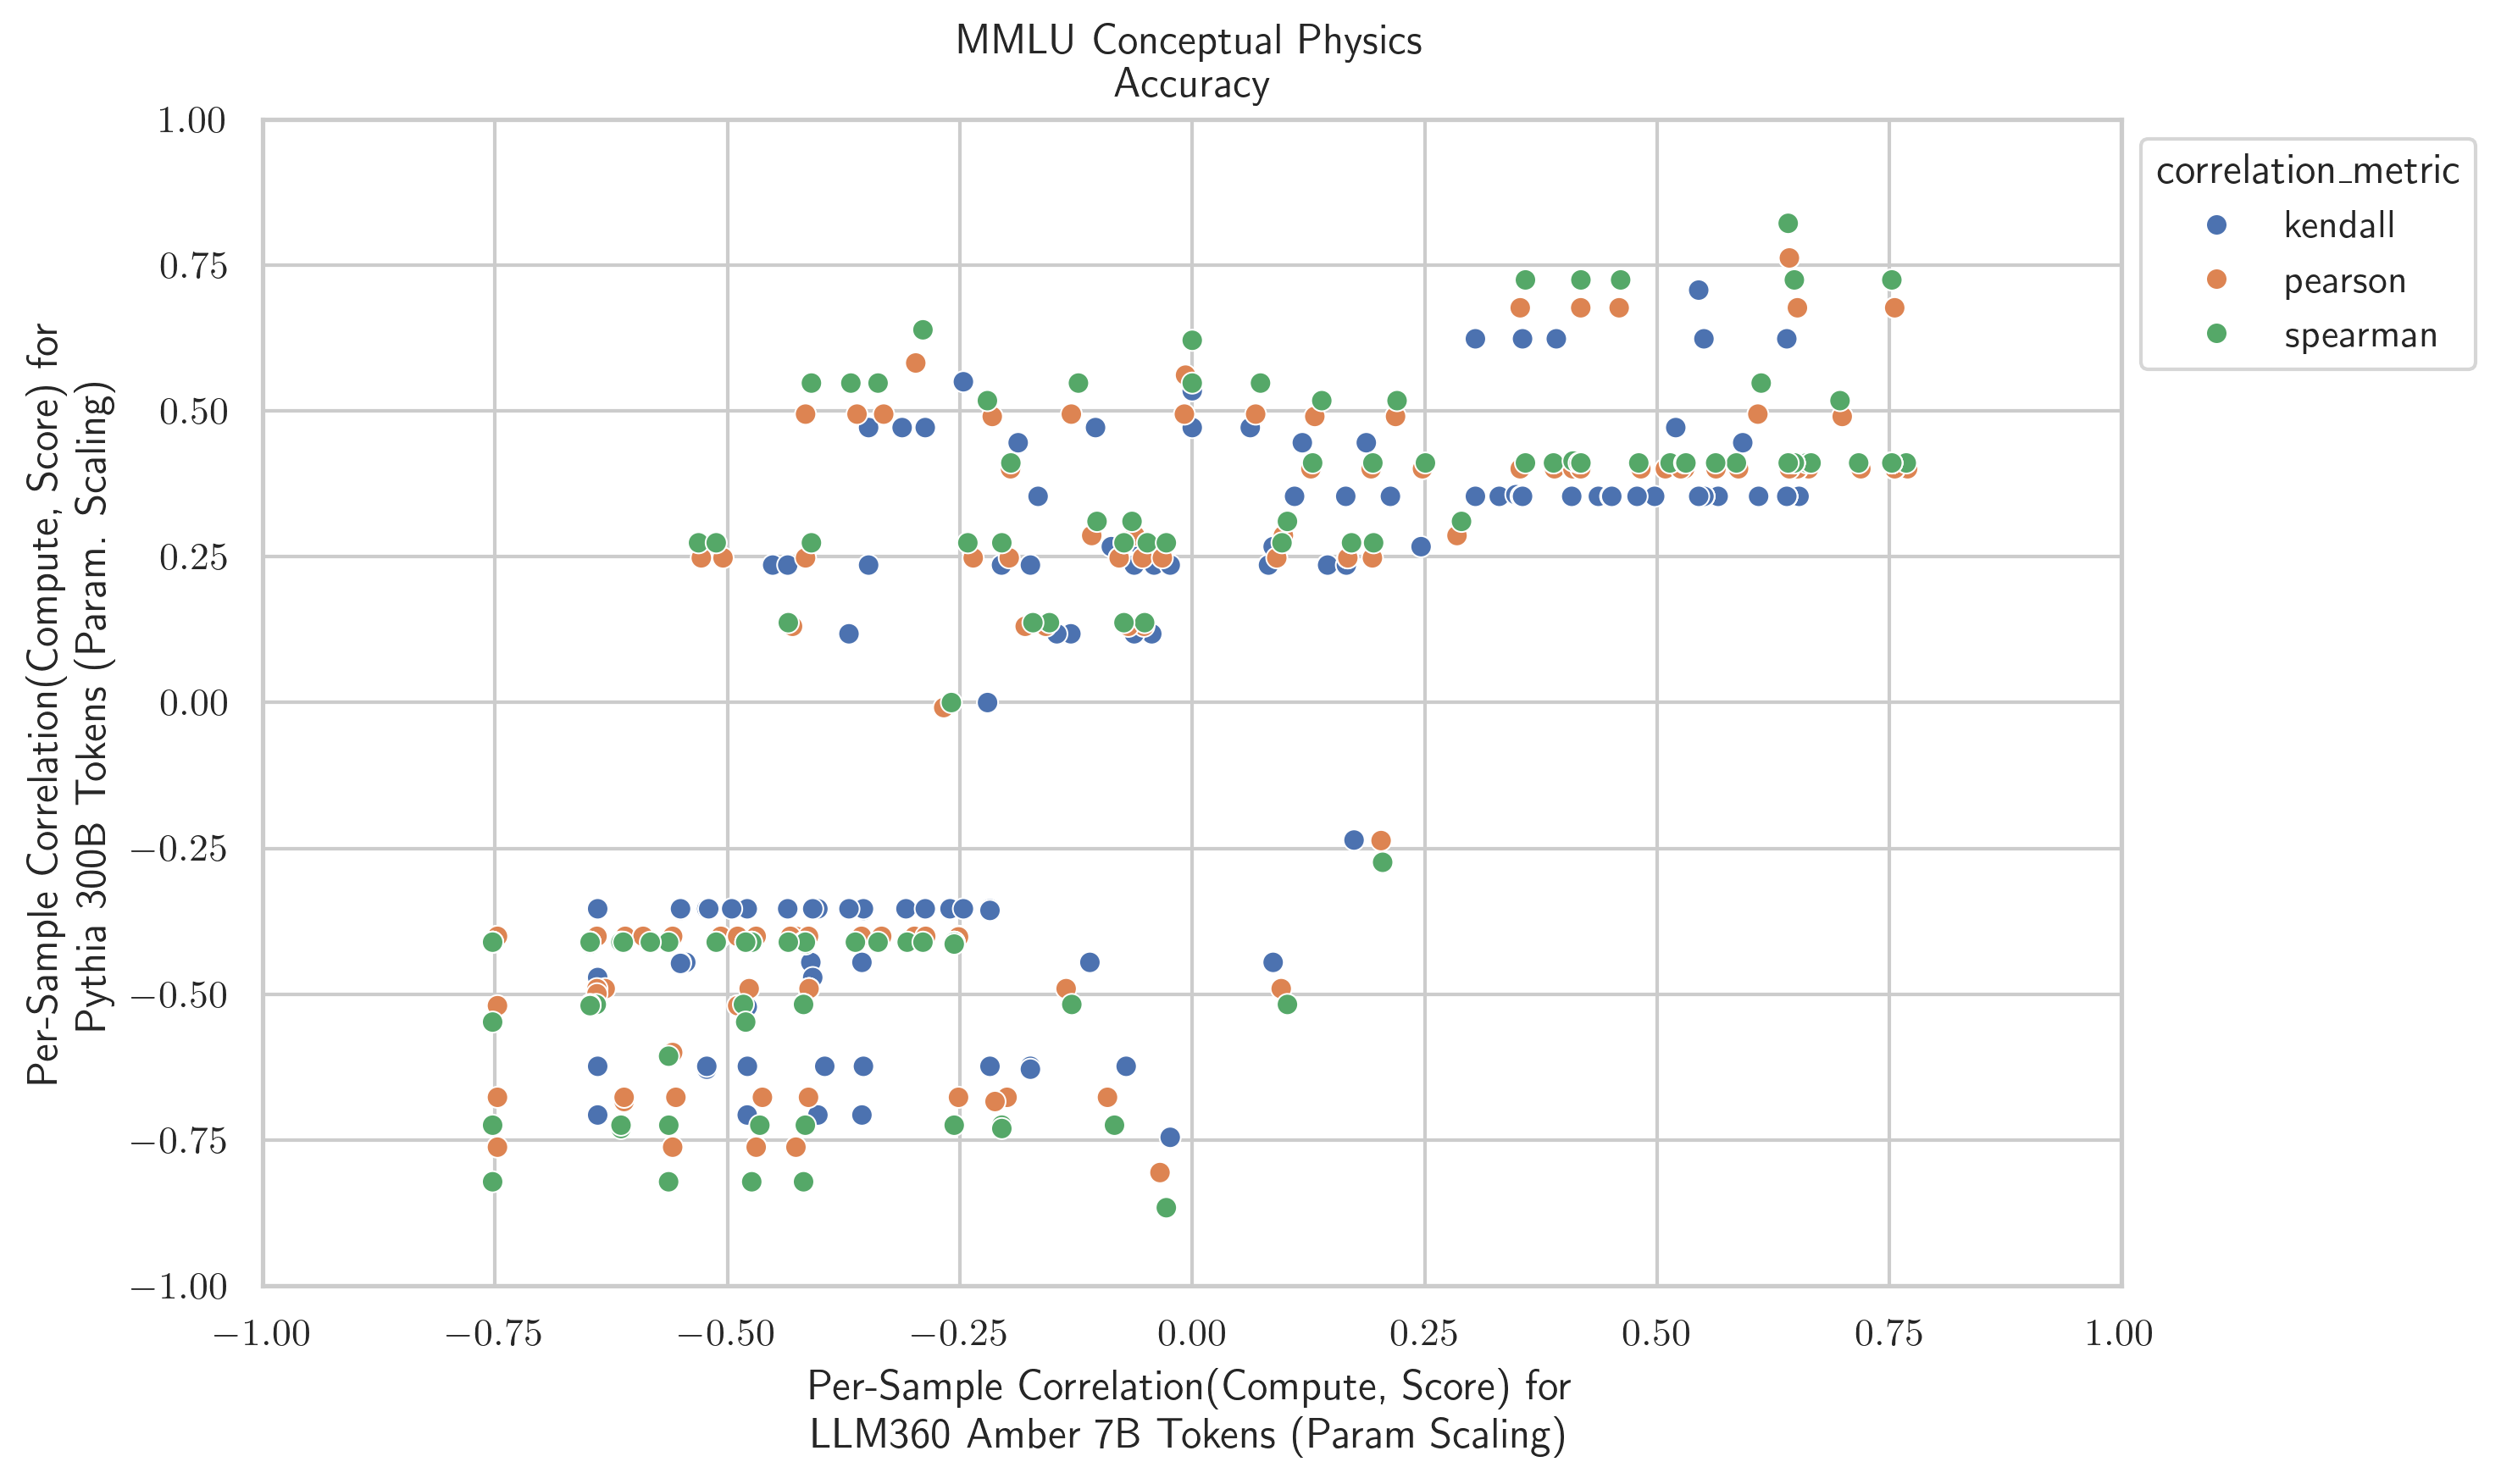 MMLU Conceptual Physics
Accuracy
1.00
0.75
0.50
0.25
0.00
−0.25
−0.50
−0.75
−1.00
Per-Sample Correlation(Compute, Score) for
Pythia 300B Tokens (Param. Scaling)
correlation_metric
kendall
pearson
spearman
−1.00
−0.75
−0.50
−0.25
0.00
0.25
0.50
0.75
1.00
Per-Sample Correlation(Compute, Score) for
LLM360 Amber 7B Tokens (Param Scaling)